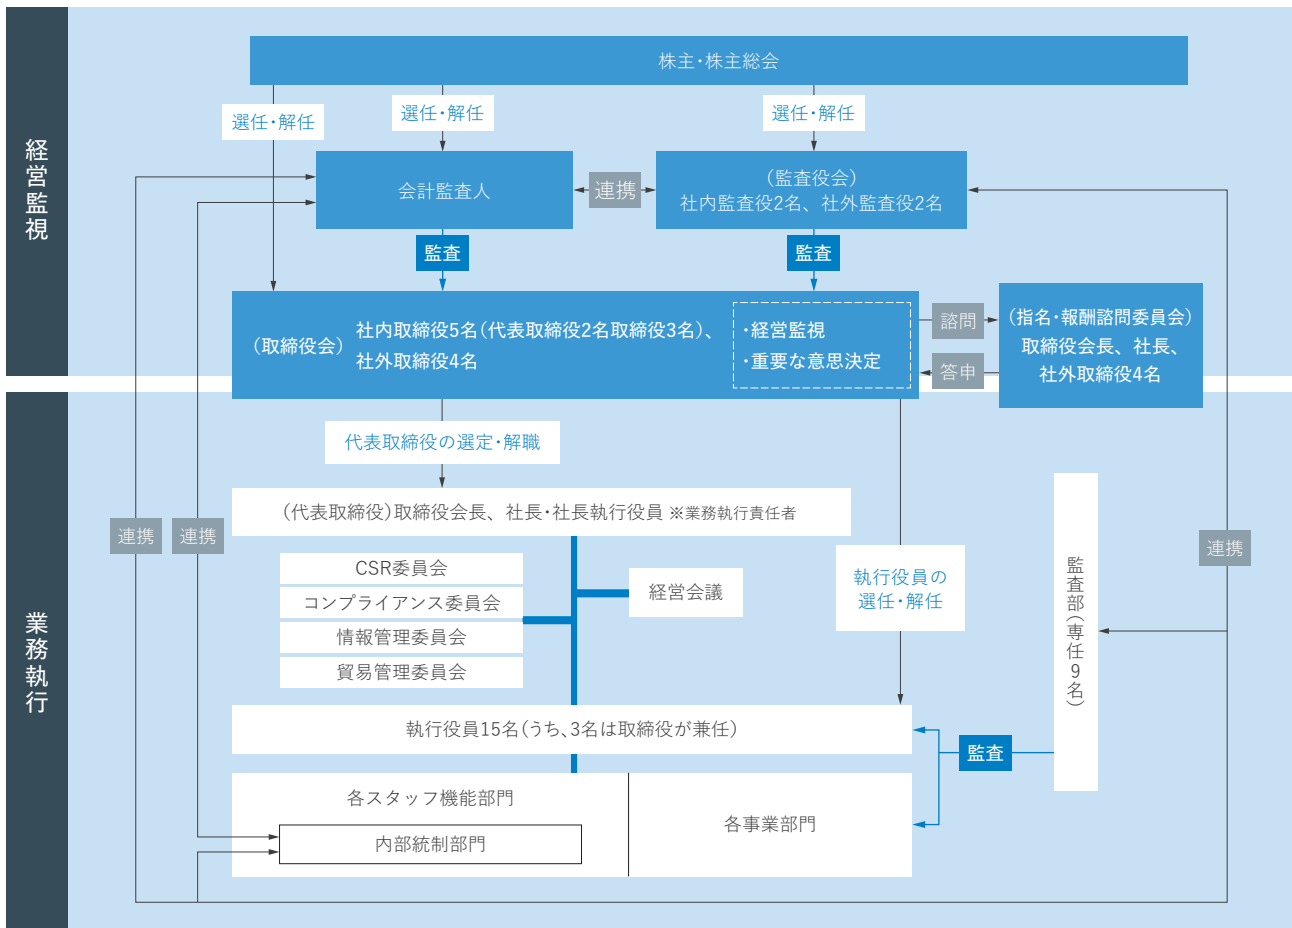 経営監視
株主・株主総会
選任・解任
選任・解任
選任・解任
会計監査人
連携
(監査役会)
社内監査役2名、社外監査役2名
監査
監査
(取締役会)
社内取締役5名(代表取締役2名取締役3名)、
社外取締役4名
・経営監視
・重要な意思決定
諮問
答申
(指名・報酬諮問委員会)
取締役会長、社長、
社外取締役4名
業務執行
代表取締役の選定・解職
(代表取締役)取締役会長、社長・社長執行役員 ※業務執行責任者
連携
連携
連携
CSR委員会
コンプライアンス委員会
情報管理委員会
貿易管理委員会
経営会議
執行役員の
選任・解任
監査部(専任9名)
執行役員15名(うち、3名は取締役が兼任)
監査
各スタッフ機能部門
内部統制部門
各事業部門